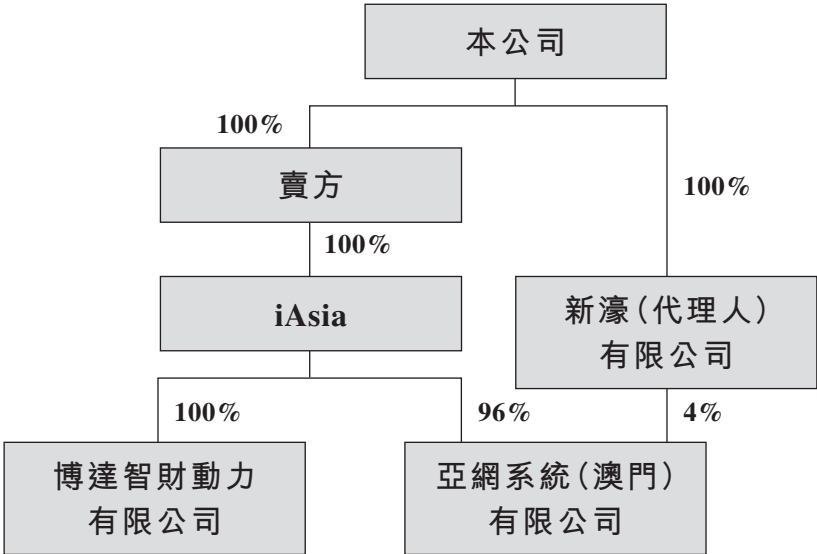 本公司
100%
賣方
100%
100%
iAsia
新濠(代理人)
有限公司
100%
96%
4%
博達智財動力
有限公司
亞網系統(澳門)
有限公司